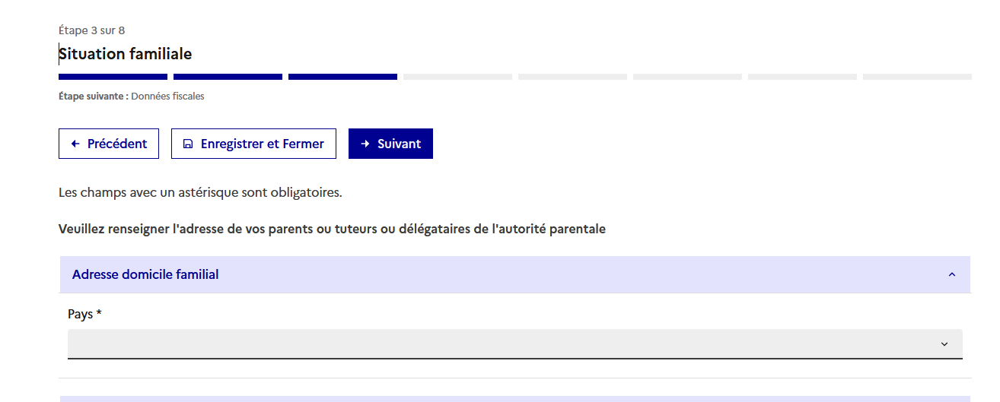 Étape 3 sur 8
Situation familiale
Étape suivante : Données fiscales
Précédent Enregistrer et Fermer Suivant
Les champs avec un astérisque sont obligatoires.
Veuillez renseigner l'adresse de vos parents ou tuteurs ou délégataires de l'autorité parentale
Adresse domicile familial
Pays *